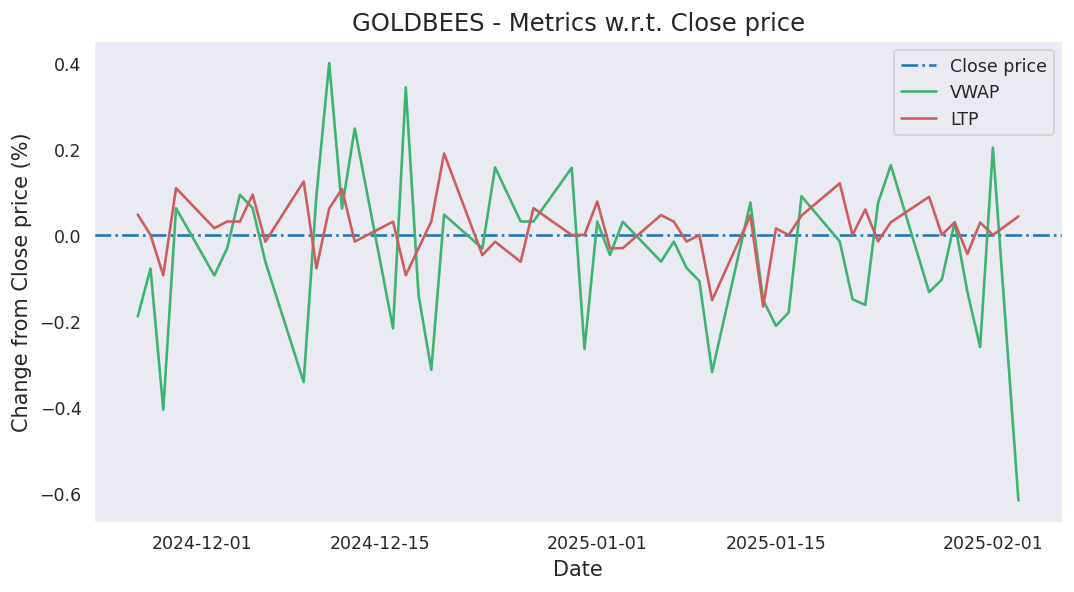 GOLDBEES - Metrics w.r.t. Close price
Close price
VWAP
LTP
Change from Close price (%)
0.4
0.2
0.0
−0.2
−0.4
−0.6
2024-12-01
2024-12-15
2025-01-01
2025-01-15
2025-02-01
Date